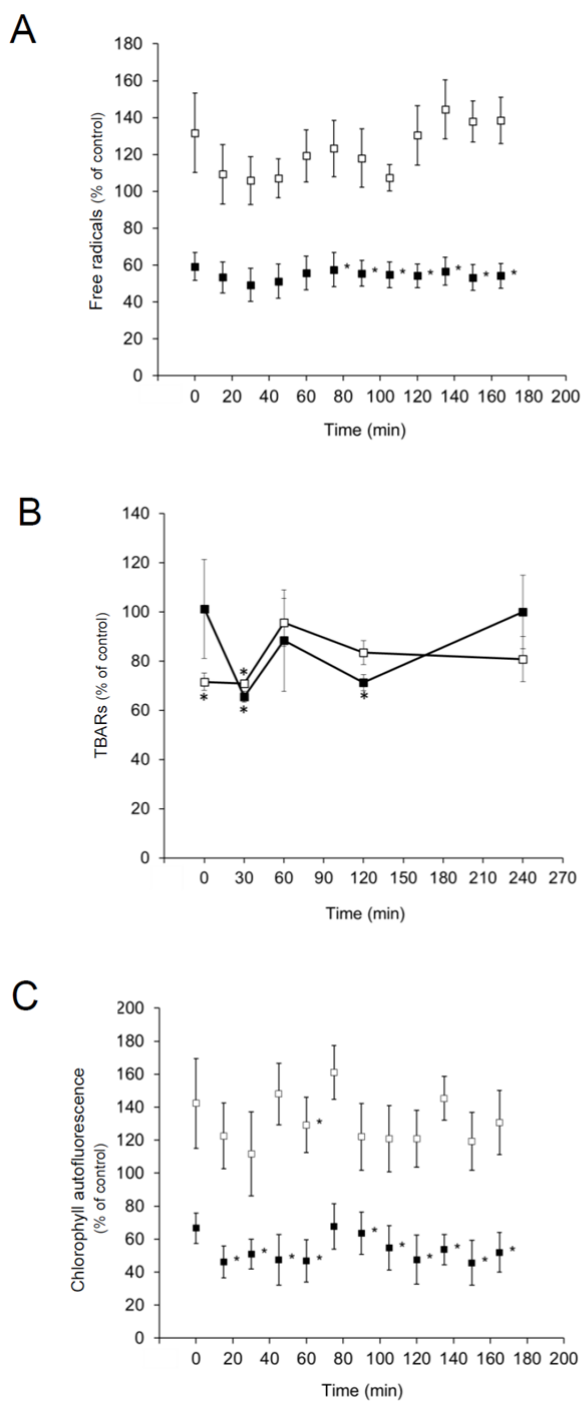 A
180
160
140
120
100
80
60
40
20
0
Free radicals (% of control)
* * * * * * *
0 20 40 60 80 100 120 140 160 180 200
Time (min)
B
140
120
100
80
60
40
20
0
TBARs (% of control)
*
* * *
0 30 60 90 120 150 180 210 240 270
Time (min)
C
200
180
160
140
120
100
80
60
40
20
0
Chlorophyll autofluorescence
(% of control)
*
* * * * * * * * * *
0 20 40 60 80 100 120 140 160 180 200
Time (min)